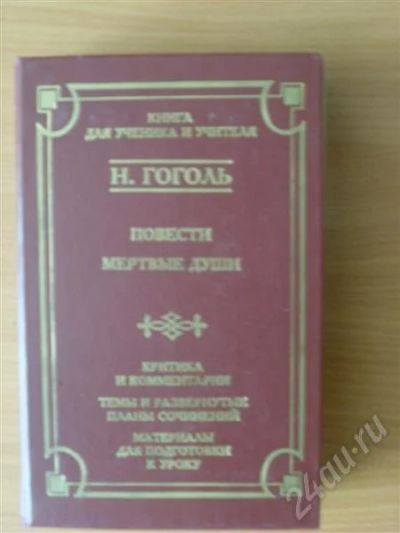 КНИГА
ДЛЯ УЧЕНИКА И УЧИТЕЛЯ
Н. ГОГОЛЬ
ПОВЕСТИ
МЕРТВЫЕ ДУШИ
КРИТИКА
И КОММЕНТАРИИ
ТЕМЫ И РАЗВЕРНУТЫЕ
ПЛАНЫ СОЧИНЕНИЙ
МАТЕРИАЛЫ
ДЛЯ ПОДГОТОВКИ
К УРОКУ
24au.ru